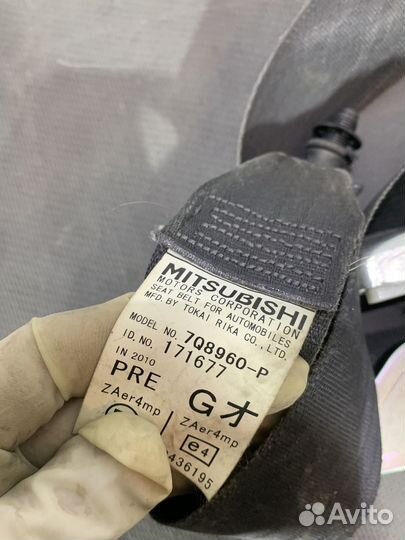 MITSUBISHI
MOTORS CORPORATION
SEAT BELT FOR AUTOMOBILES
MFD. BY TOKAI RIKA CO., LTD.
MODEL NO. 7Q8960-P
ID. NO. 171677
IN 2010
PRE G才
ZAer4mp ZAer4mp
e4
436195
Avito